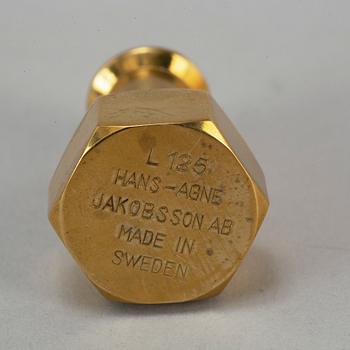 L 125
HANS-AGNE
JAKOBSSON AB
MADE IN
SWEDEN